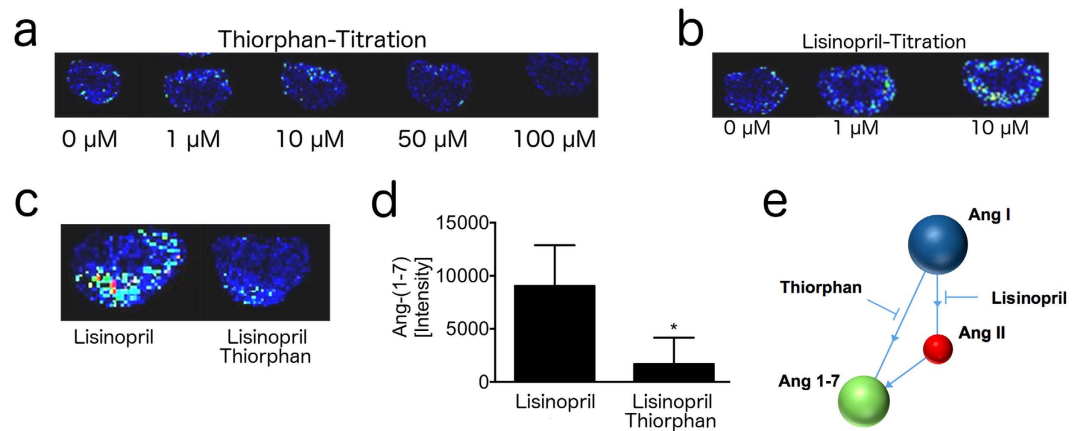 a
Thiorphan-Titration
0 μM
1 μM
10 μM
50 μM
100 μM
b
Lisinopril-Titration
0 μM
1 μM
10 μM
c
Lisinopril
Lisinopril
Thiorphan
d
Ang-(1-7)
[Intensity]
15000
10000
5000
0
*
Lisinopril
Lisinopril
Thiorphan
e
Ang I
Thiorphan
Lisinopril
Ang II
Ang 1-7